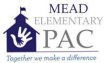 MEAD
ELEMENTARY
PAC
Together we make a difference